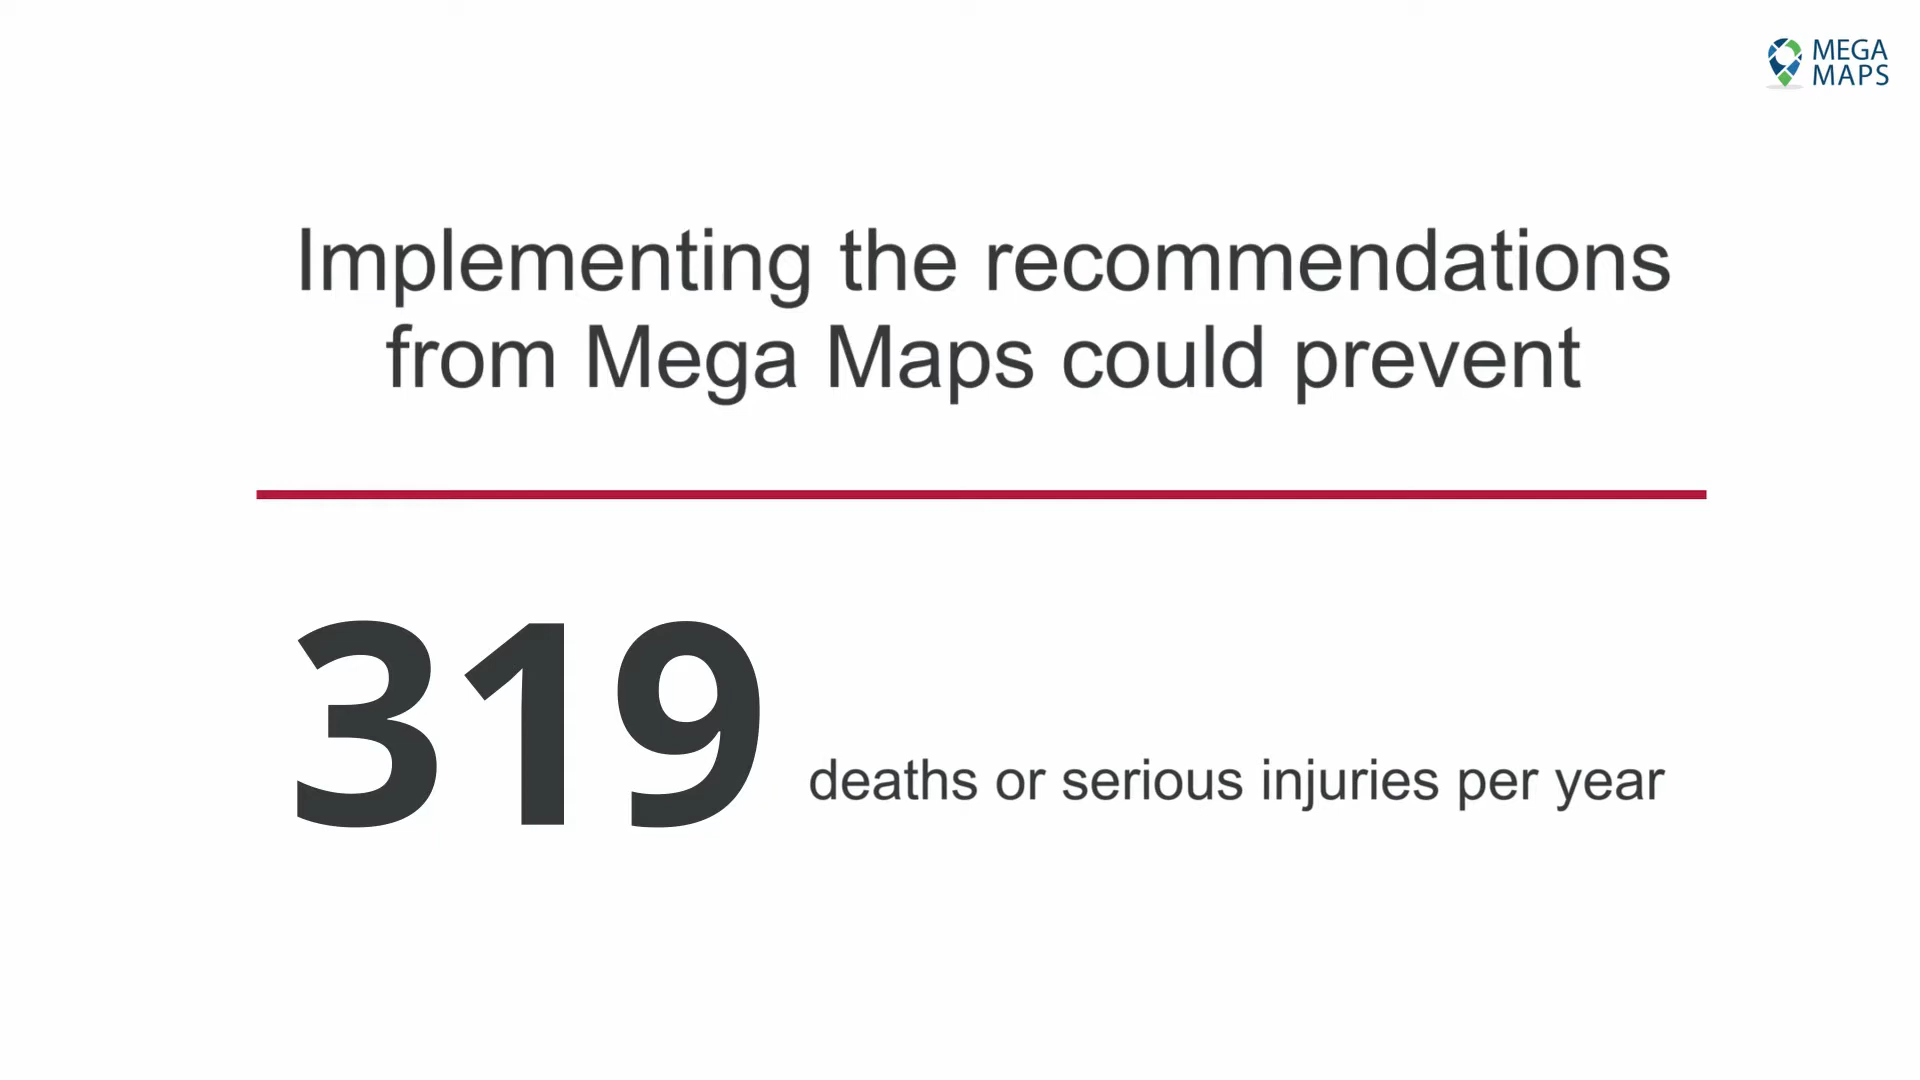 MEGA
MAPS
Implementing the recommendations
from Mega Maps could prevent
319 deaths or serious injuries per year